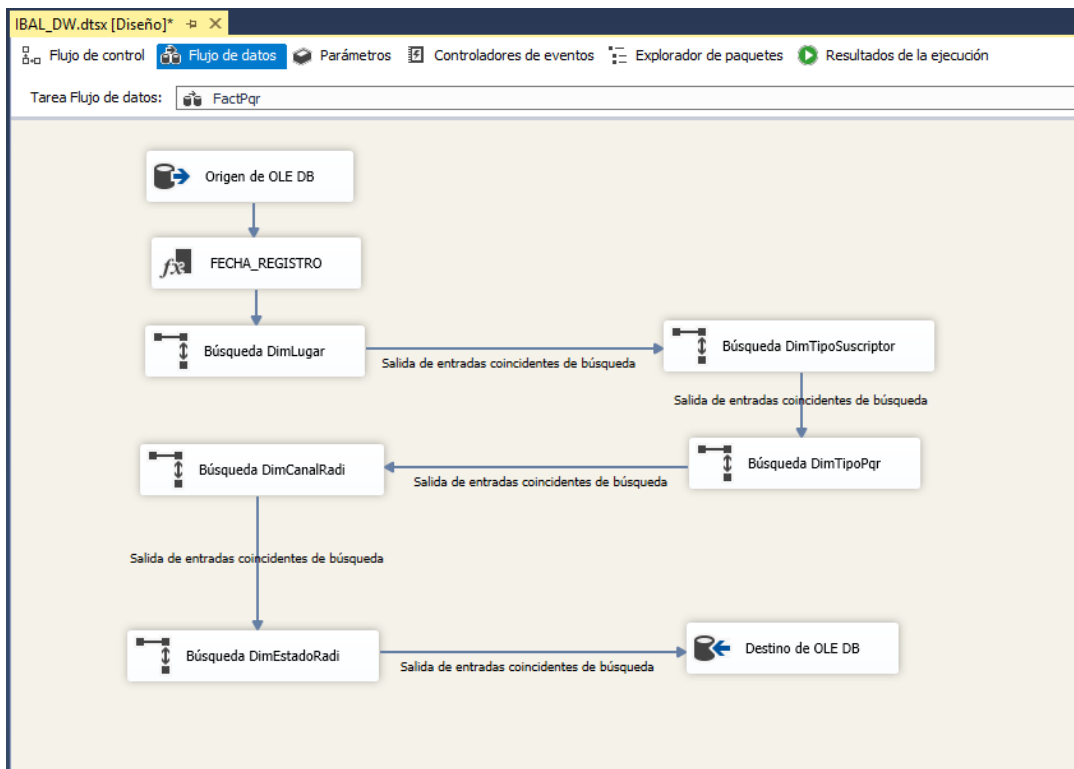 IBAL_DW.dtsx [Diseño]*
Flujo de control Flujo de datos Parámetros Controladores de eventos Explorador de paquetes Resultados de la ejecución
Tarea Flujo de datos: FactPqr
Origen de OLE DB
FECHA_REGISTRO
Búsqueda DimLugar
Salida de entradas coincidentes de búsqueda
Búsqueda DimTipoSuscriptor
Salida de entradas coincidentes de búsqueda
Búsqueda DimTipoPqr
Salida de entradas coincidentes de búsqueda
Búsqueda DimCanalRadi
Salida de entradas coincidentes de búsqueda
Búsqueda DimEstadoRadi
Salida de entradas coincidentes de búsqueda
Destino de OLE DB